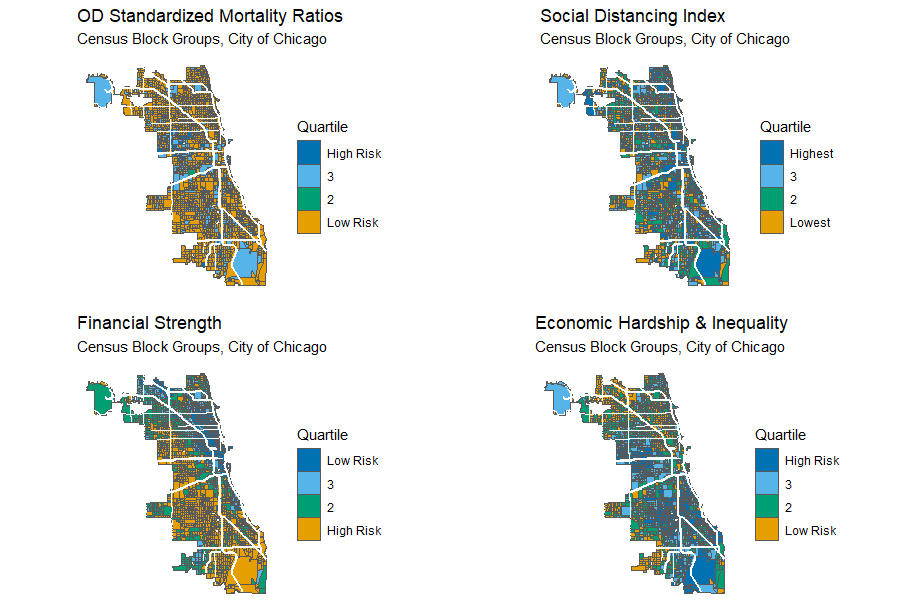 OD Standardized Mortality Ratios
Census Block Groups, City of Chicago
Quartile
High Risk
3
2
Low Risk
Social Distancing Index
Census Block Groups, City of Chicago
Quartile
Highest
3
2
Lowest
Financial Strength
Census Block Groups, City of Chicago
Quartile
Low Risk
3
2
High Risk
Economic Hardship & Inequality
Census Block Groups, City of Chicago
Quartile
High Risk
3
2
Low Risk